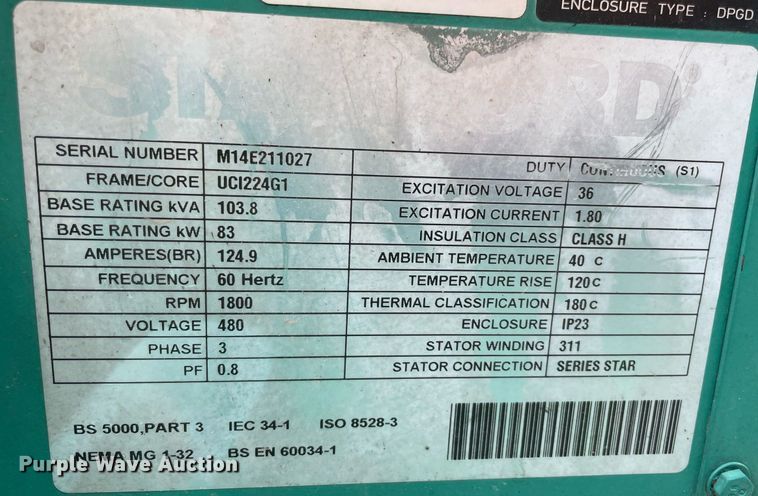 ENCLOSURE TYPE : DPGD
SERIAL NUMBER M14E211027
FRAME/CORE UCI224G1
BASE RATING kVA 103.8
BASE RATING kW 83
AMPERES(BR) 124.9
FREQUENCY 60 Hertz
RPM 1800
VOLTAGE 480
PHASE 3
PF 0.8
DUTY CONTINUOUS (S1)
EXCITATION VOLTAGE 36
EXCITATION CURRENT 1.80
INSULATION CLASS CLASS H
AMBIENT TEMPERATURE 40 C
TEMPERATURE RISE 120 C
THERMAL CLASSIFICATION 180 C
ENCLOSURE IP23
STATOR WINDING 311
STATOR CONNECTION SERIES STAR
BS 5000,PART 3 IEC 34-1 ISO 8528-3
NEMA MG 1-32 BS EN 60034-1
Purple Wave Auction